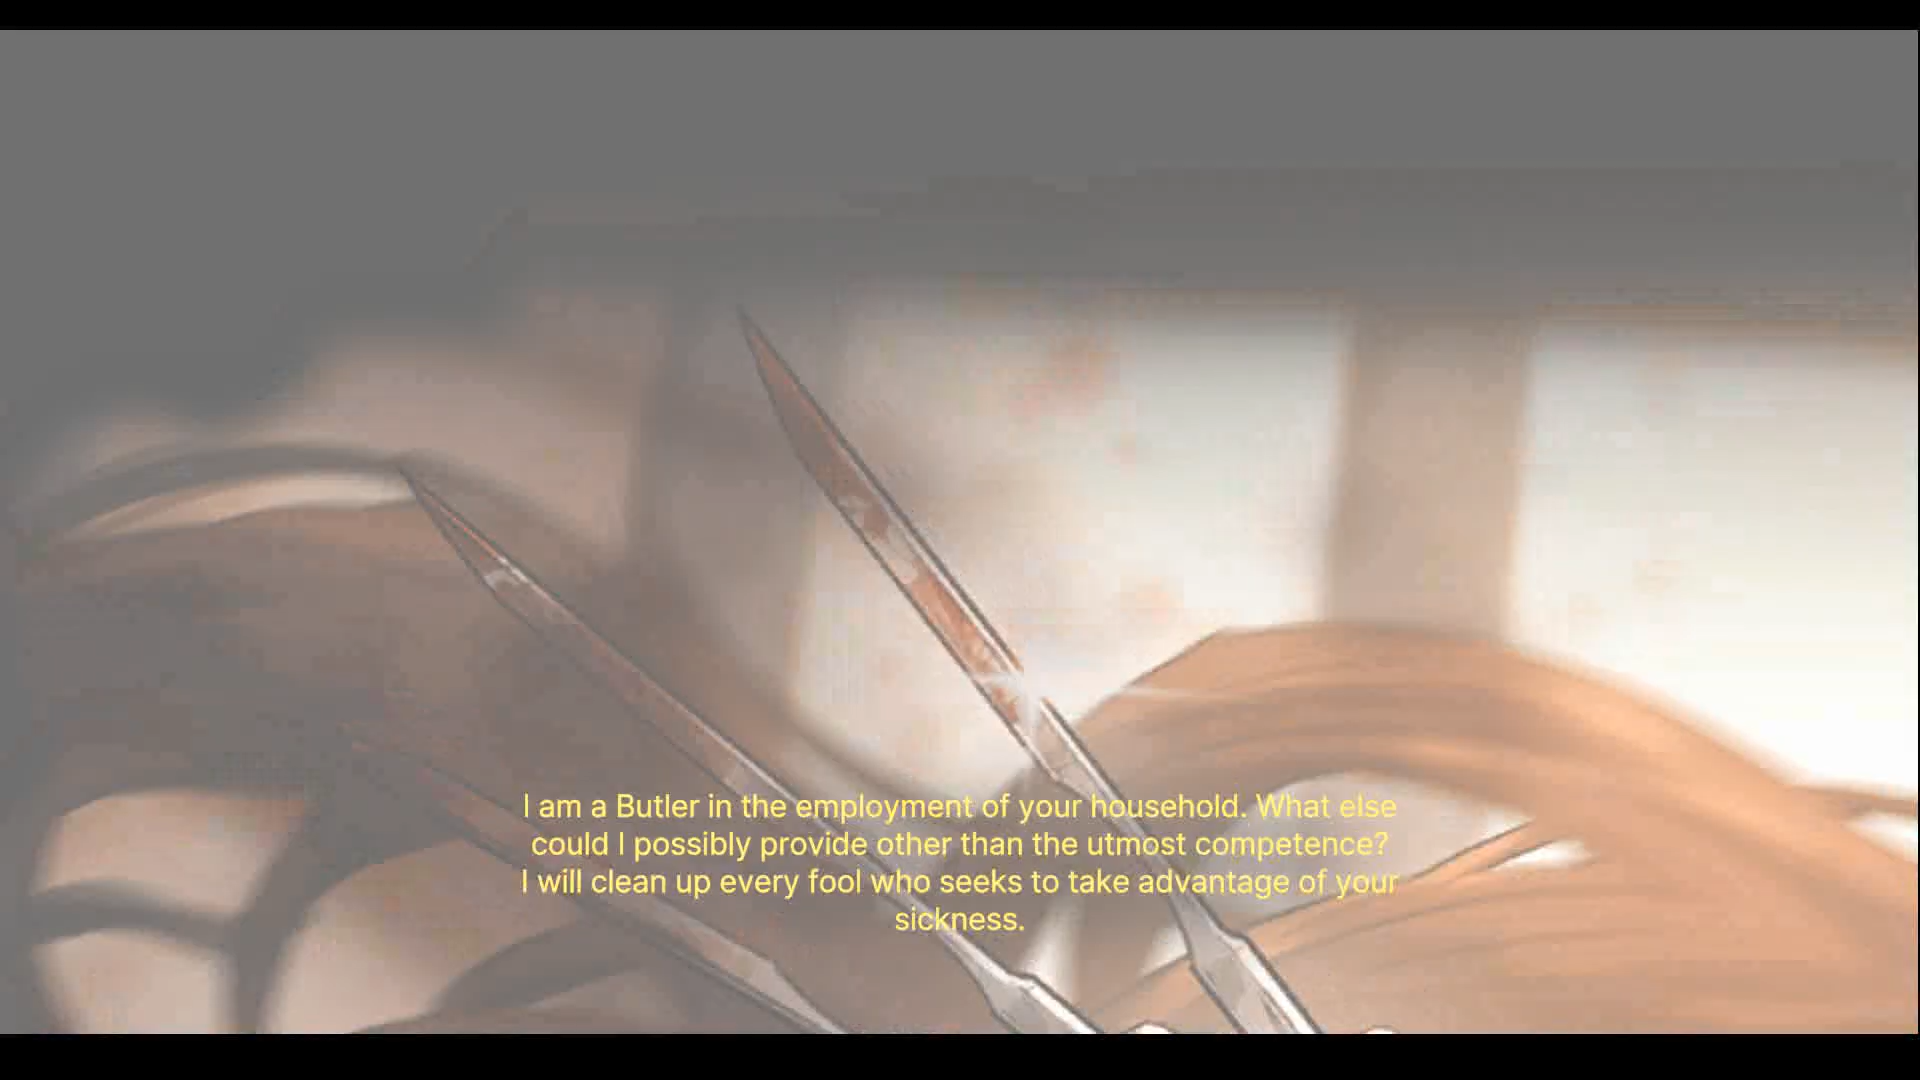 I am a Butler in the employment of your household. What else
could I possibly provide other than the utmost competence?
I will clean up every fool who seeks to take advantage of your
sickness.